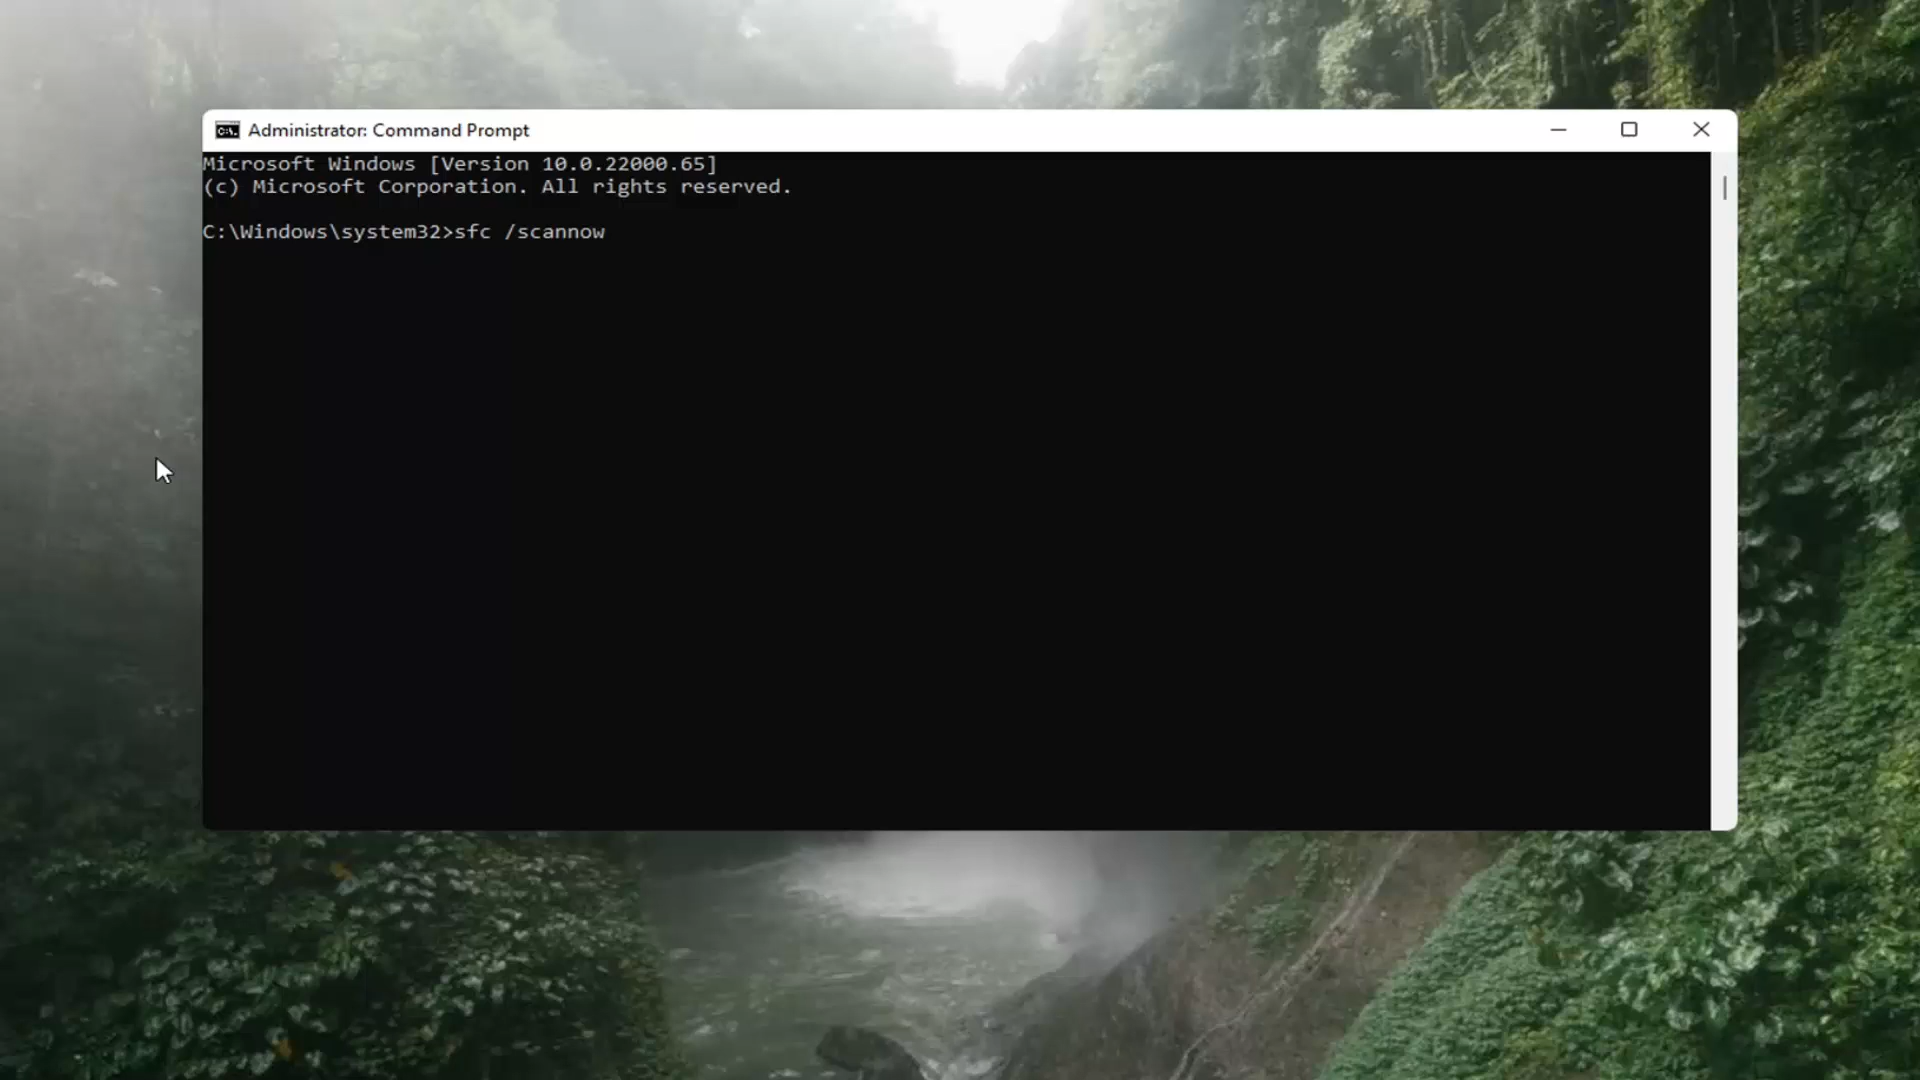 Administrator: Command Prompt
Microsoft Windows [Version 10.0.22000.65]
(c) Microsoft Corporation. All rights reserved.
C:\Windows\system32>sfc /scannow